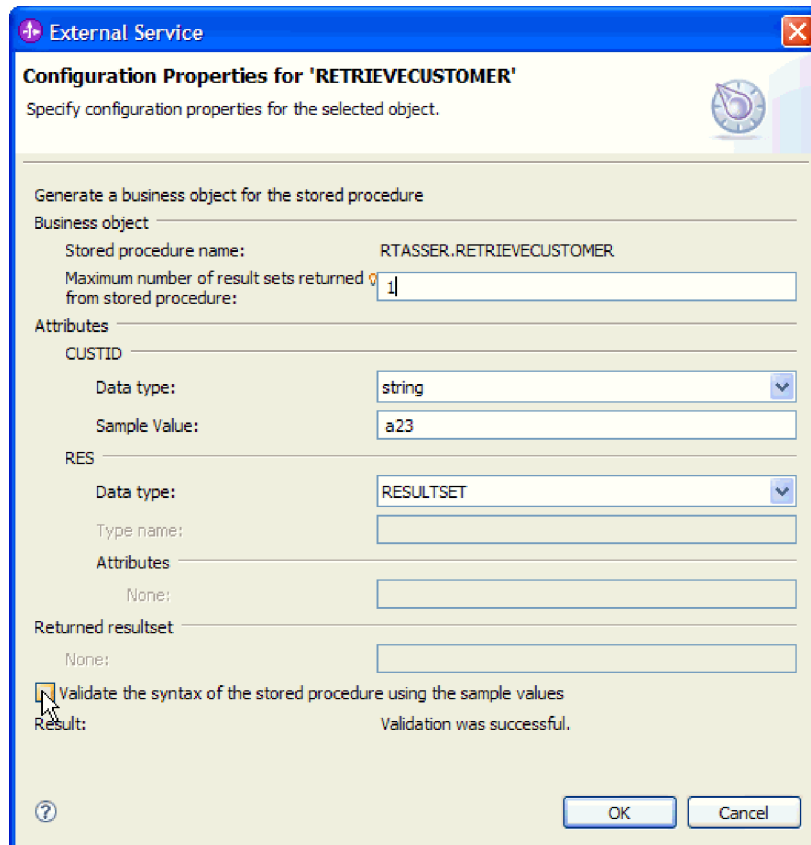 External Service
Configuration Properties for 'RETRIEVECUSTOMER'
Specify configuration properties for the selected object.
Generate a business object for the stored procedure
Business object
Stored procedure name: RTASSER.RETRIEVECUSTOMER
Maximum number of result sets returned
from stored procedure: 1
Attributes
CUSTID
Data type: string
Sample Value: a23
RES
Data type: RESULTSET
Type name:
Attributes
None:
Returned resultset
None:
Validate the syntax of the stored procedure using the sample values
Result: Validation was successful.
? OK Cancel